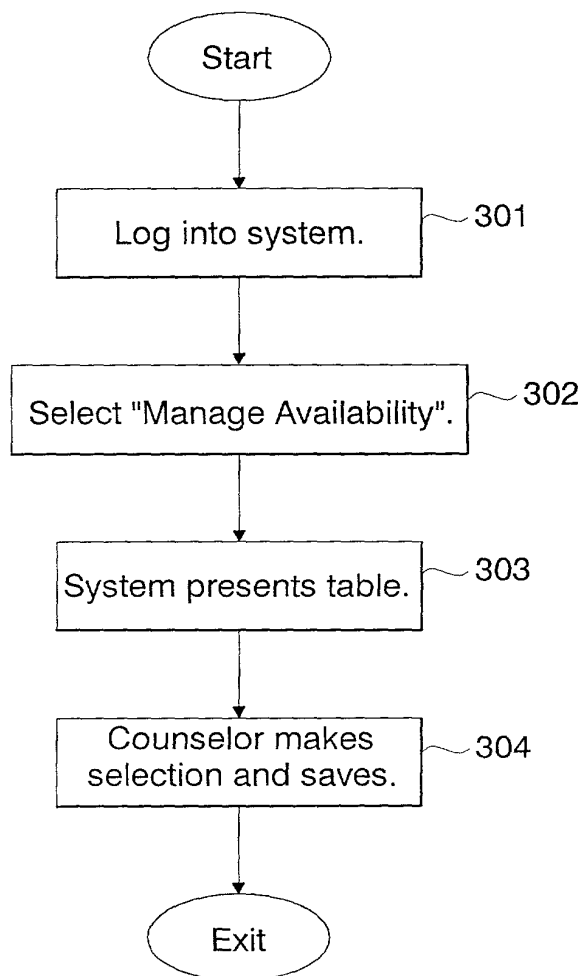 Start
Log into system.
301
Select "Manage Availability".
302
System presents table.
303
Counselor makes
selection and saves.
304
Exit